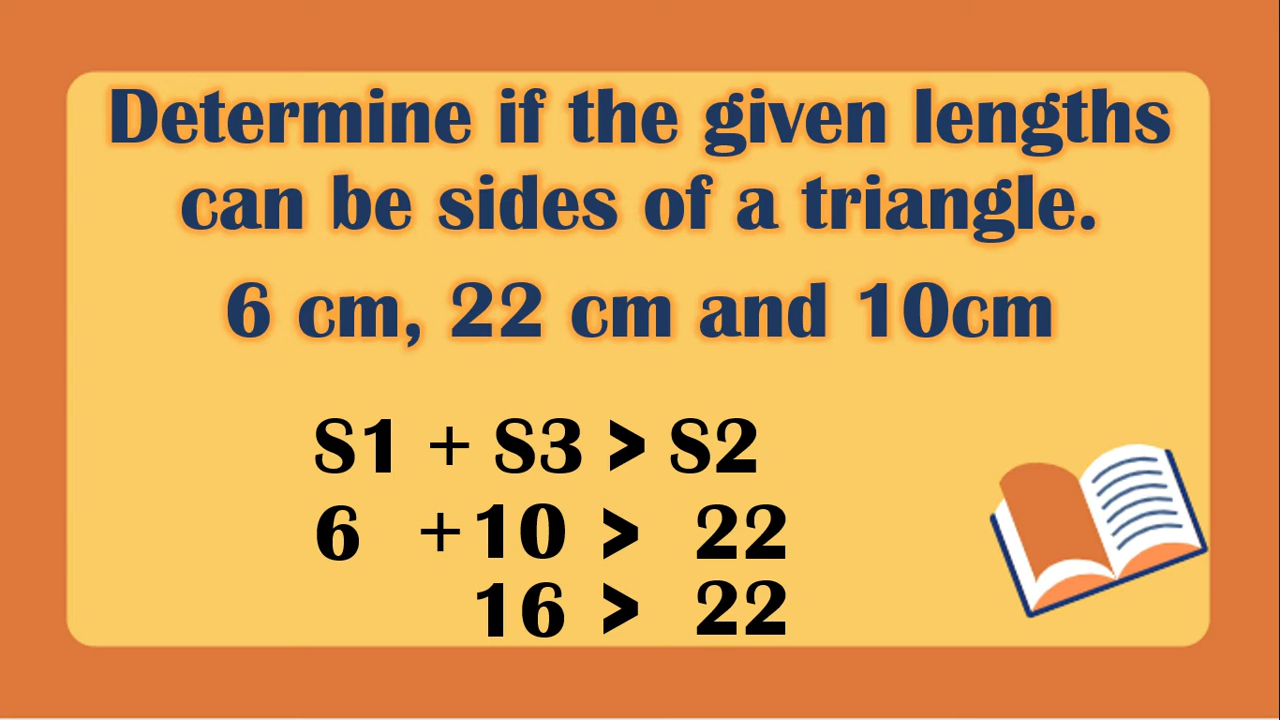 Determine if the given lengths
can be sides of a triangle.
6 cm, 22 cm and 10cm
S1 + S3 > S2
6 +10 > 22
16 > 22